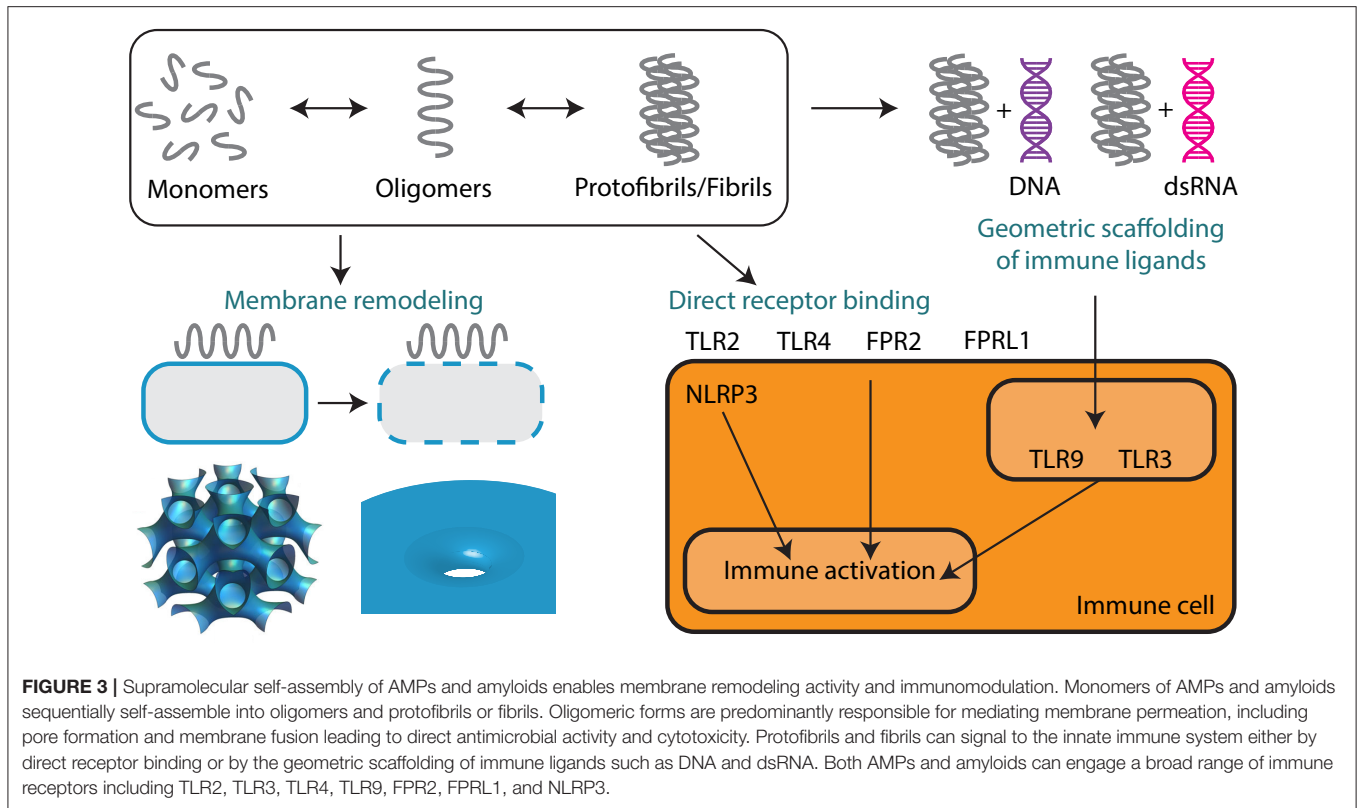 Monomers
Oligomers
Protofibrils/Fibrils
+
DNA
+
dsRNA
Geometric scaffolding
of immune ligands
Membrane remodeling
Direct receptor binding
TLR2 TLR4 FPR2 FPRL1
NLRP3
TLR9 TLR3
Immune activation
Immune cell
FIGURE 3 | Supramolecular self-assembly of AMPs and amyloids enables membrane remodeling activity and immunomodulation. Monomers of AMPs and amyloids
sequentially self-assemble into oligomers and protofibrils or fibrils. Oligomeric forms are predominantly responsible for mediating membrane permeation, including
pore formation and membrane fusion leading to direct antimicrobial activity and cytotoxicity. Protofibrils and fibrils can signal to the innate immune system either by
direct receptor binding or by the geometric scaffolding of immune ligands such as DNA and dsRNA. Both AMPs and amyloids can engage a broad range of immune
receptors including TLR2, TLR3, TLR4, TLR9, FPR2, FPRL1, and NLRP3.